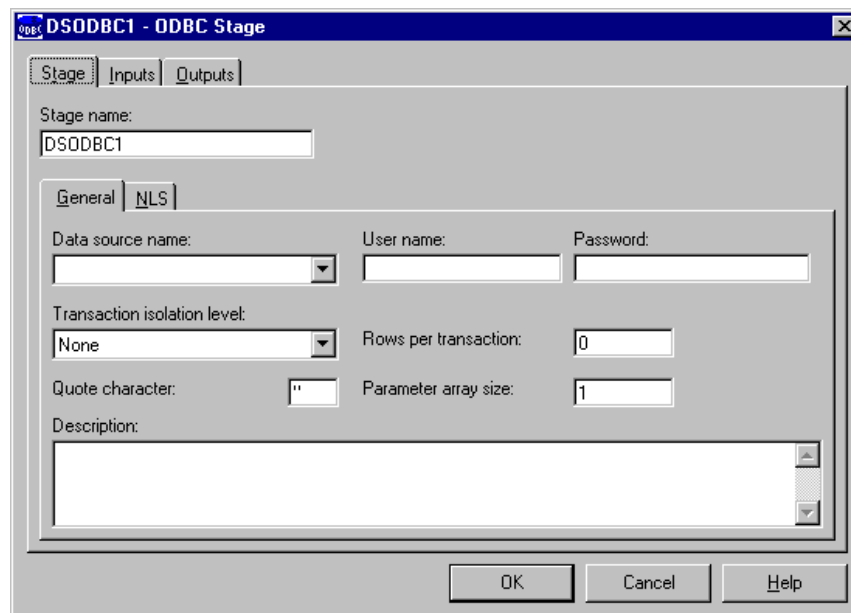 ODBC DSODBC1 - ODBC Stage
Stage Inputs Outputs
Stage name:
DSODBC1
General NLS
Data source name: User name: Password:
Transaction isolation level:
None Rows per transaction: 0
Quote character: " Parameter array size: 1
Description:
OK Cancel Help